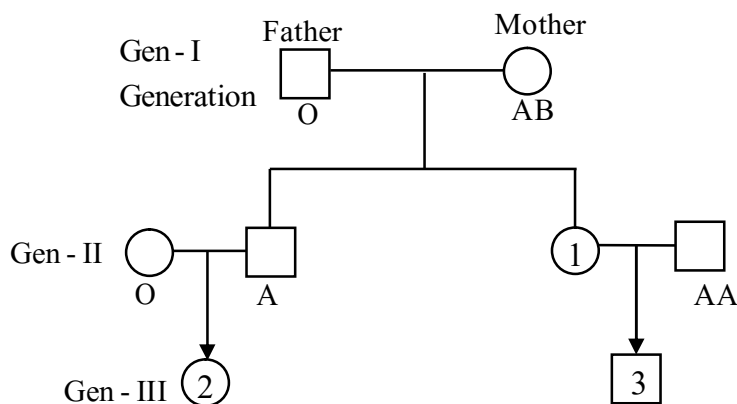 Father Mother
Gen - I
Generation
O AB
Gen - II 1
O A AA
Gen - III 2 3